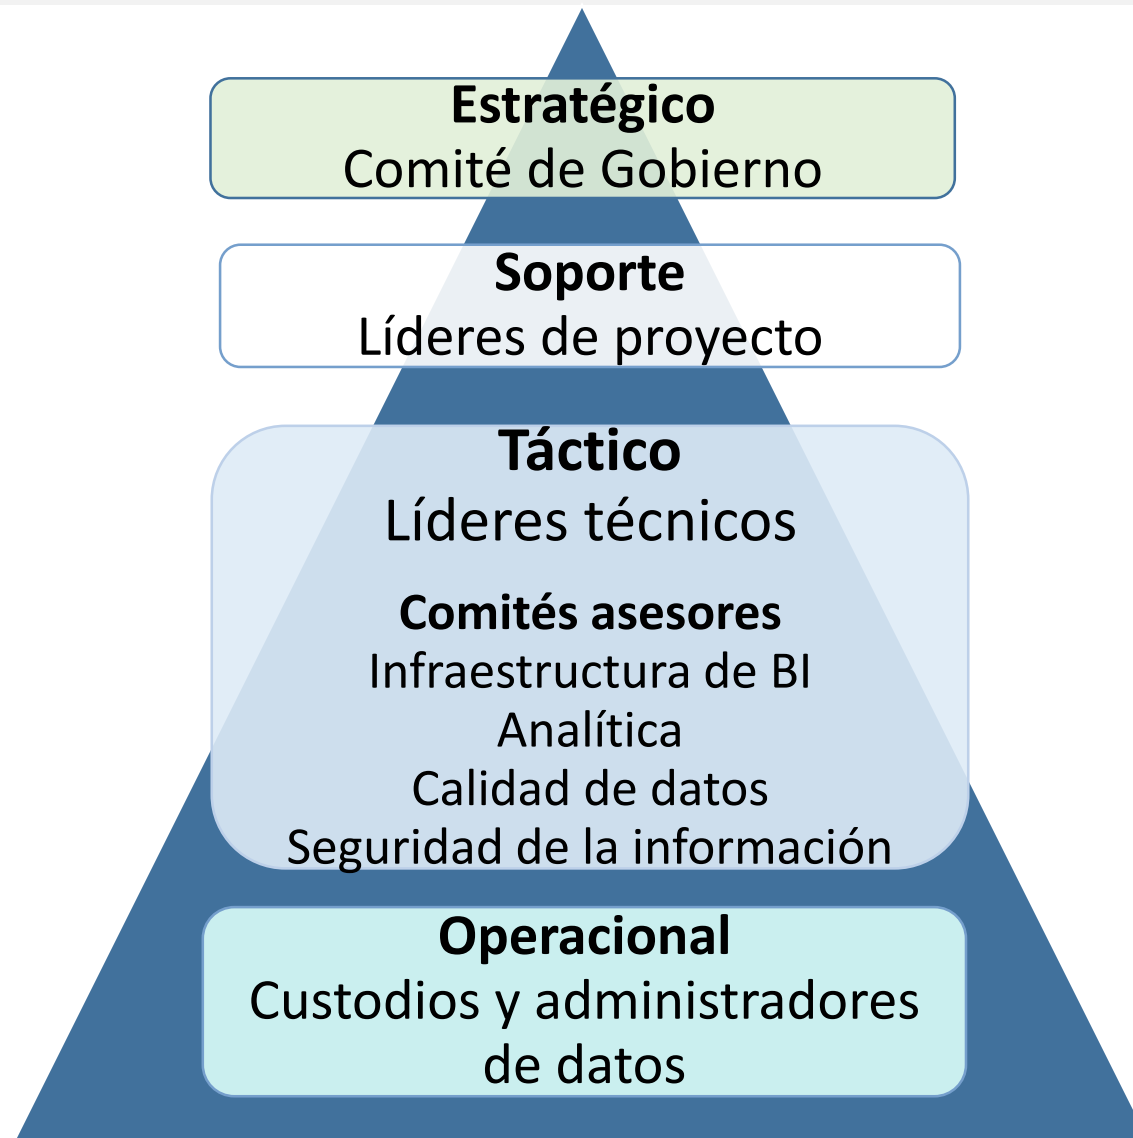 Estratégico
Comité de Gobierno
Soporte
Líderes de proyecto
Táctico
Líderes técnicos
Comités asesores
Infraestructura de BI
Analítica
Calidad de datos
Seguridad de la información
Operacional
Custodios y administradores
de datos